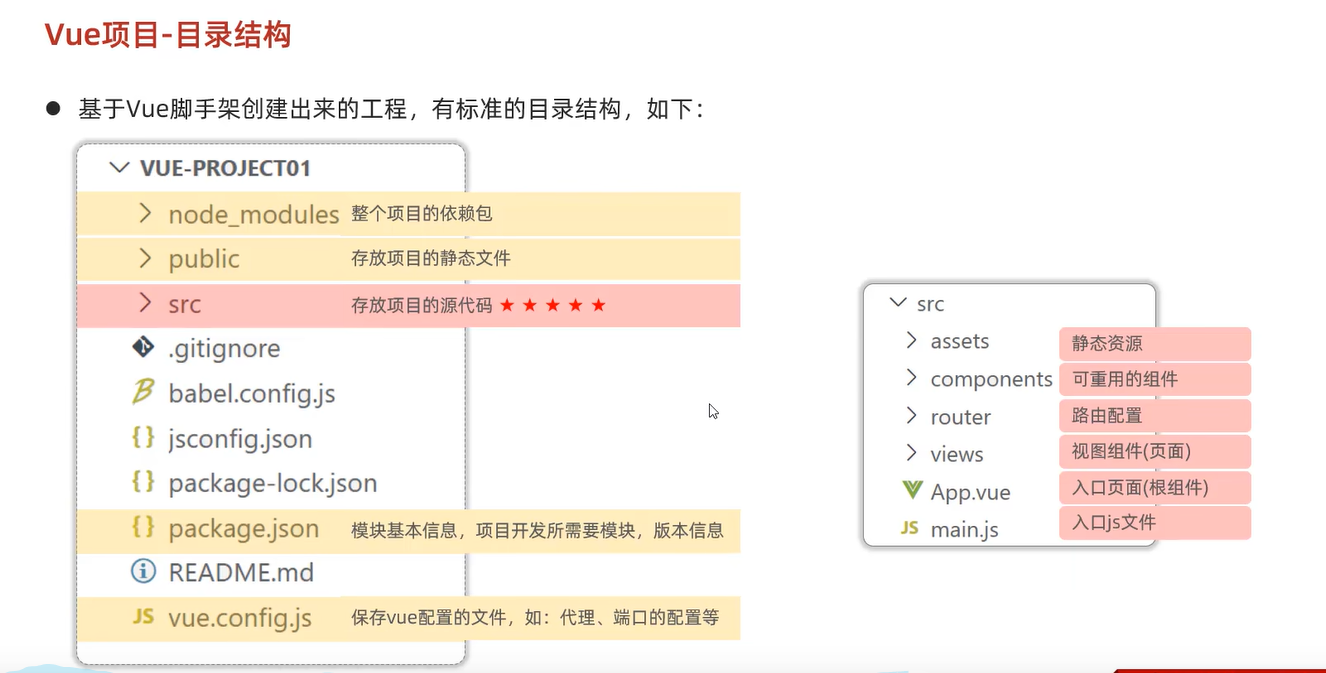 Vue项目-目录结构
● 基于Vue脚手架创建出来的工程，有标准的目录结构，如下：
VUE-PROJECT01
node_modules 整个项目的依赖包
public 存放项目的静态文件
src 存放项目的源代码 ★ ★ ★ ★ ★
.gitignore
babel.config.js
{} jsconfig.json
{} package-lock.json
{} package.json 模块基本信息，项目开发所需要模块，版本信息
README.md
JS vue.config.js 保存vue配置的文件，如：代理、端口的配置等
src
assets 静态资源
components 可重用的组件
router 路由配置
views 视图组件(页面)
App.vue 入口页面(根组件)
JS main.js 入口js文件